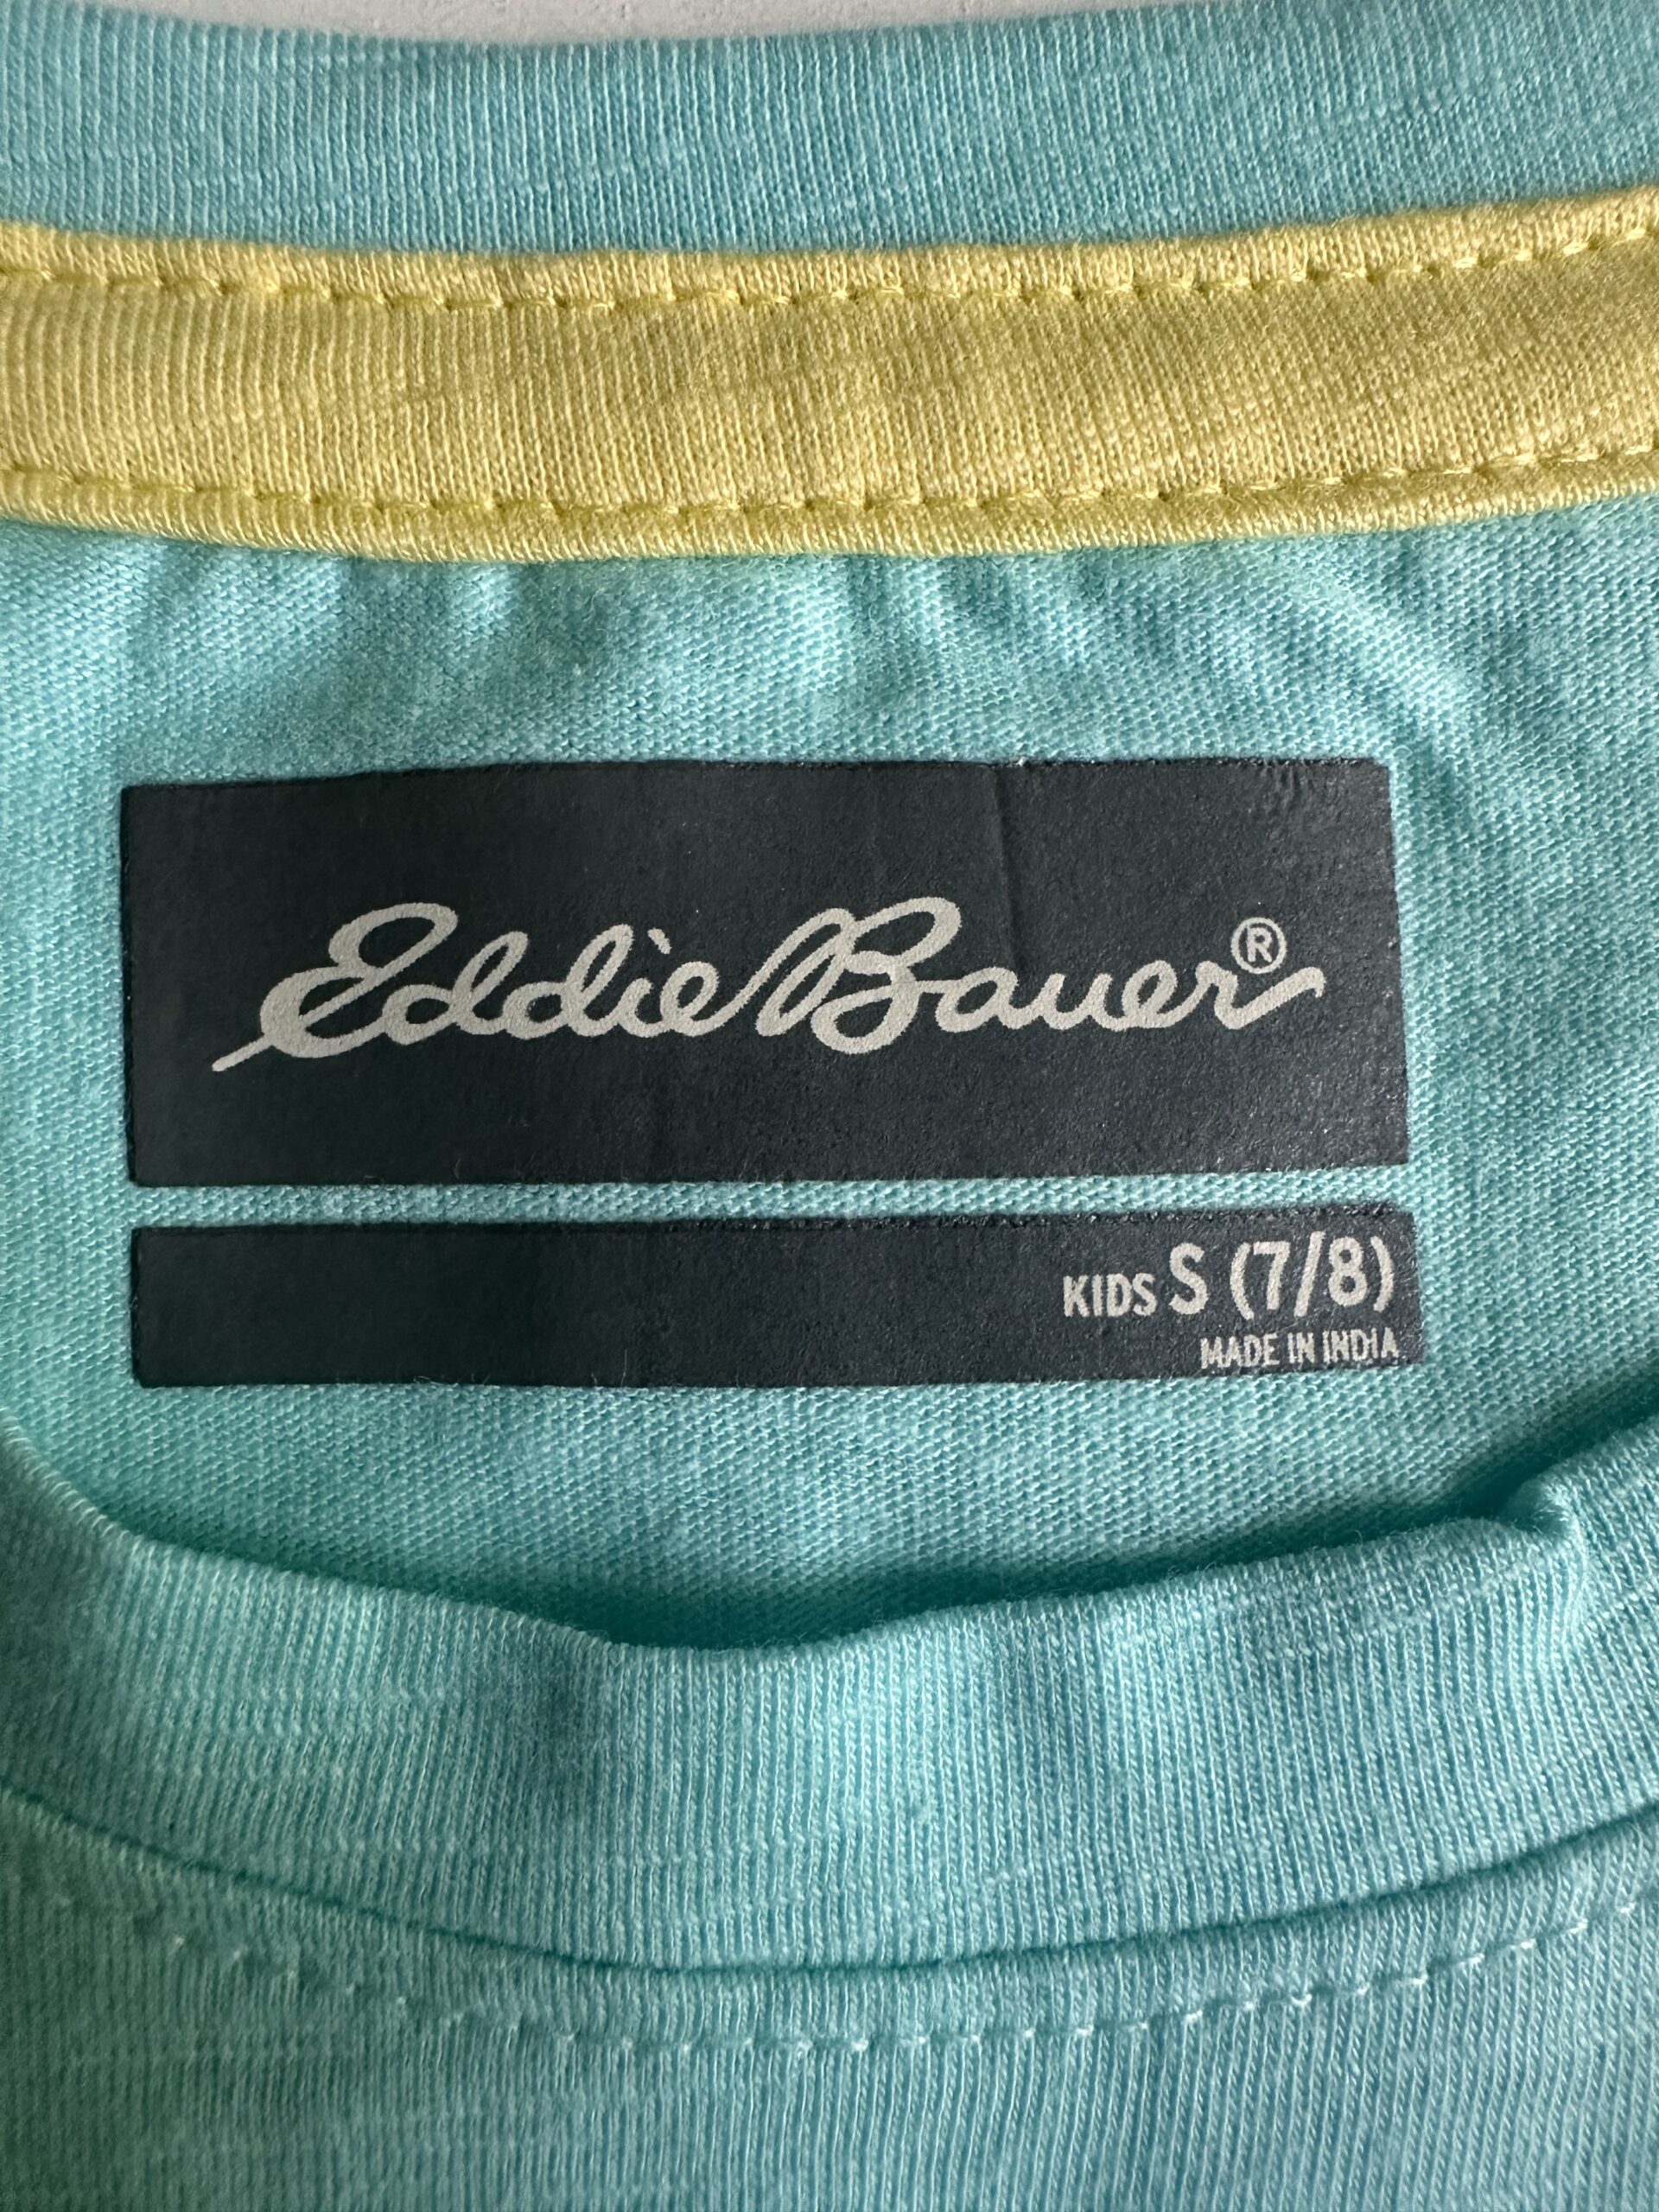 Eddie Bauer®
KIDS S (7/8)
MADE IN INDIA